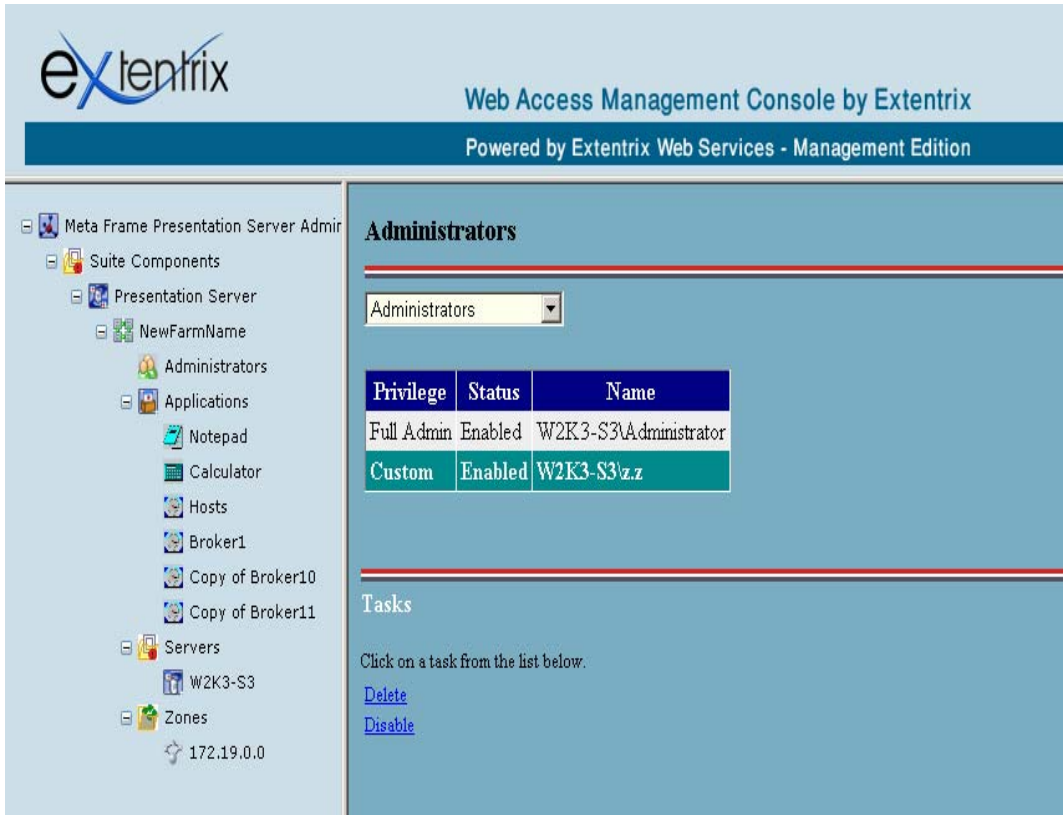 extentrix
Web Access Management Console by Extentrix
Powered by Extentrix Web Services - Management Edition
Meta Frame Presentation Server Admin
Suite Components
Presentation Server
NewFarmName
Administrators
Applications
Notepad
Calculator
Hosts
Broker1
Copy of Broker10
Copy of Broker11
Servers
W2K3-S3
Zones
172.19.0.0
Administrators
Administrators
Privilege Status Name
Full Admin Enabled W2K3-S3\Administrator
Custom Enabled W2K3-S3\z.z
Tasks
Click on a task from the list below.
Delete
Disable